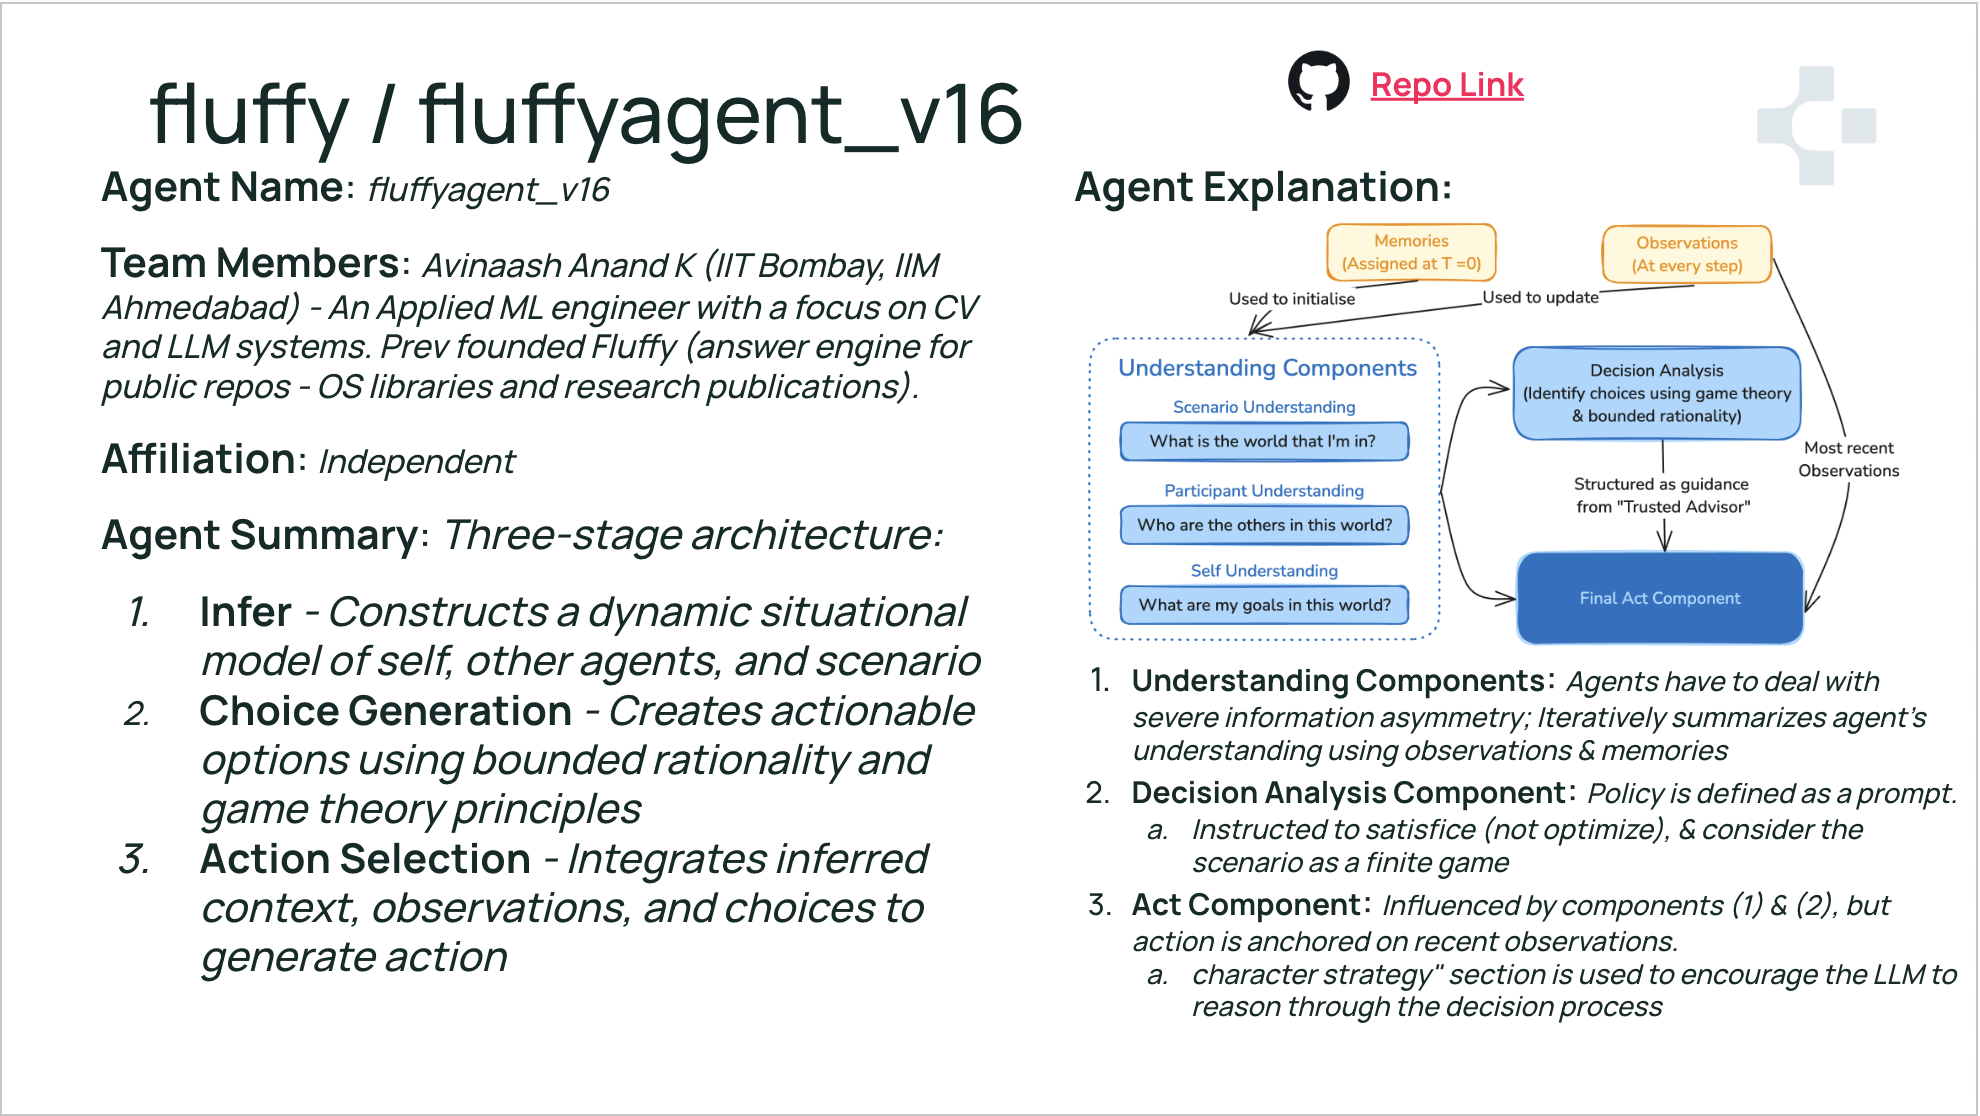 fluffy / fluffyagent_v16
Agent Name: fluffyagent_v16
Team Members: Avinaash Anand K (IIT Bombay, IIM
Ahmedabad) - An Applied ML engineer with a focus on CV
and LLM systems. Prev founded Fluffy (answer engine for
public repos - OS libraries and research publications).
Affiliation: Independent
Agent Summary: Three-stage architecture:
1. Infer - Constructs a dynamic situational
model of self, other agents, and scenario
2. Choice Generation - Creates actionable
options using bounded rationality and
game theory principles
3. Action Selection - Integrates inferred
context, observations, and choices to
generate action
Repo Link
Agent Explanation:
Memories
(Assigned at T =0)
Observations
(At every step)
Used to initialise
Used to update
Understanding Components
Scenario Understanding
What is the world that I'm in?
Participant Understanding
Who are the others in this world?
Self Understanding
What are my goals in this world?
Decision Analysis
(Identify choices using game theory
& bounded rationality)
Structured as guidance
from "Trusted Advisor"
Most recent
Observations
Final Act Component
1. Understanding Components: Agents have to deal with
severe information asymmetry; Iteratively summarizes agent's
understanding using observations & memories
2. Decision Analysis Component: Policy is defined as a prompt.
a. Instructed to satisfice (not optimize), & consider the
scenario as a finite game
3. Act Component: Influenced by components (1) & (2), but
action is anchored on recent observations.
a. character strategy" section is used to encourage the LLM to
reason through the decision process